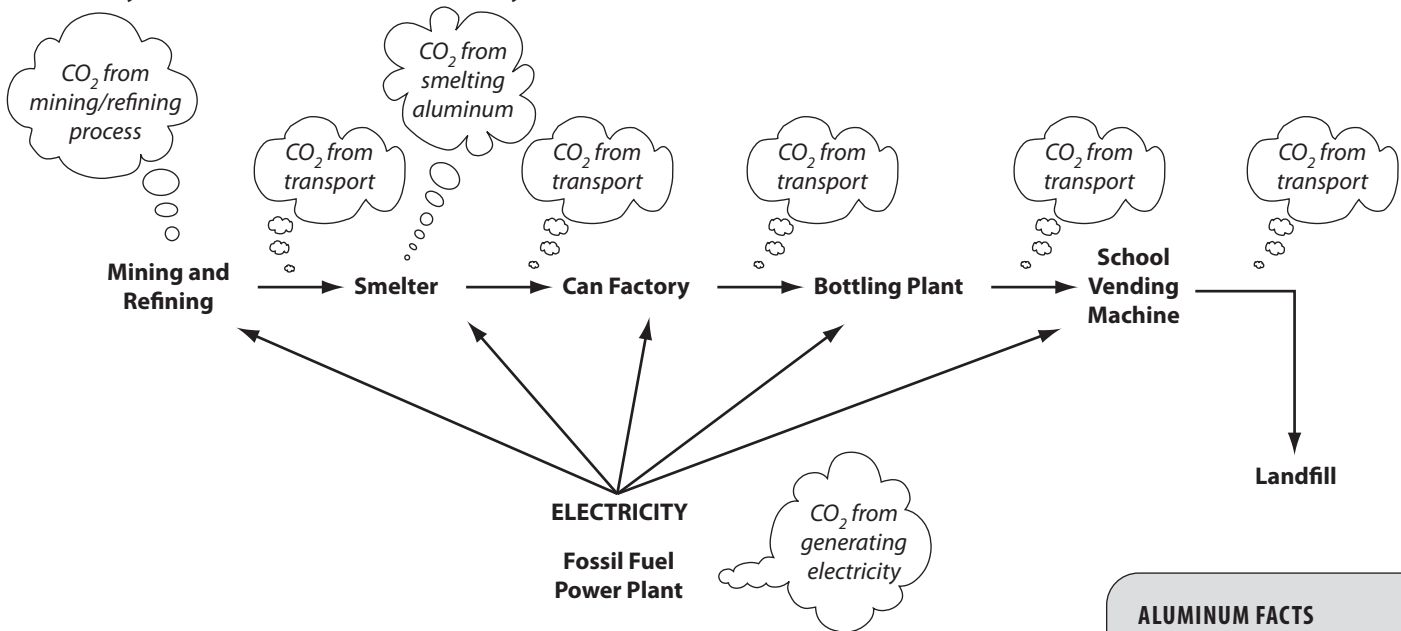 CO2 from
mining/refining
process
CO2 from
transport
CO2 from
smelting
aluminum
CO2 from
transport
CO2 from
transport
CO2 from
transport
CO2 from
transport
Mining and
Refining
Smelter
Can Factory
Bottling Plant
School
Vending
Machine
Landfill
ELECTRICITY
Fossil Fuel
Power Plant
CO2 from
generating
electricity
ALUMINUM FACTS